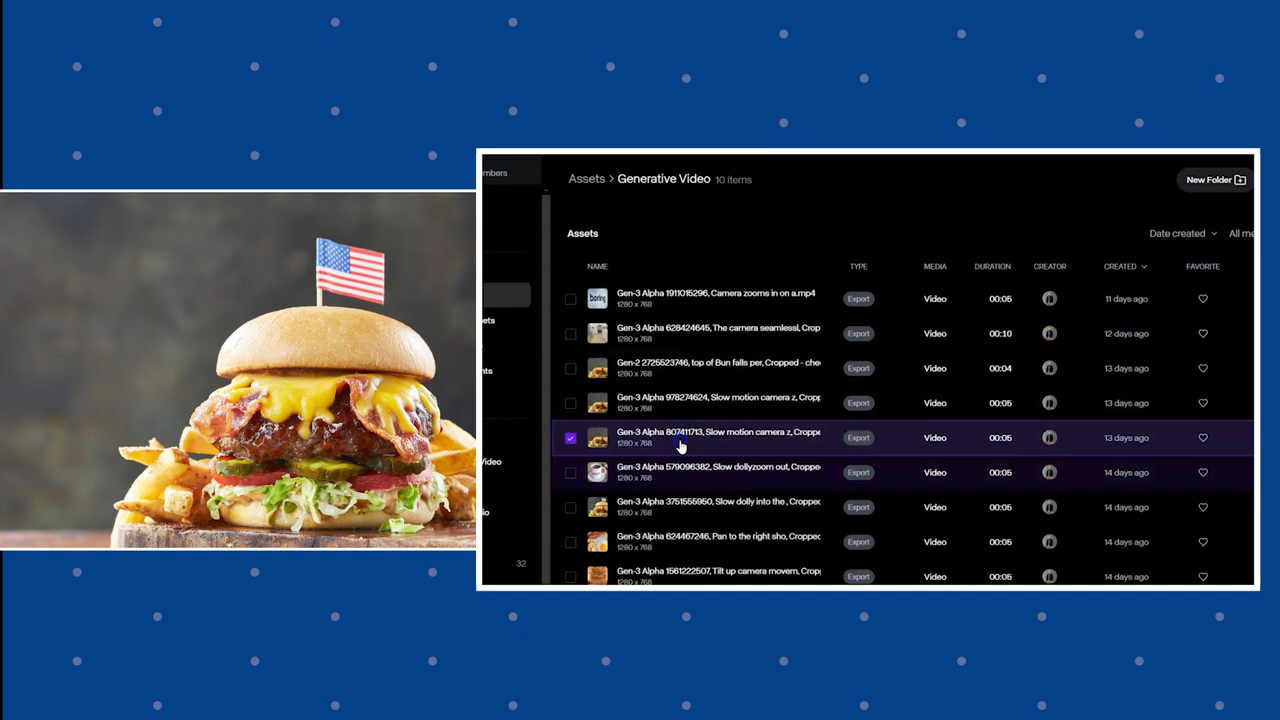 mbers
Assets > Generative Video 10 items
New Folder
Assets
Date created
All me
NAME TYPE MEDIA DURATION CREATOR CREATED FAVORITE
boring
Gen-3 Alpha 1911015296, Camera zooms in on a.mp4
1280 x 768
Export Video 00:05 11 days ago
Gen-3 Alpha 628424645, The camera seamlessl, Crop
1280 x 768
Export Video 00:10 12 days ago
ets
Gen-2 2725523746, top of Bun falls per, Cropped - che
1280 x 768
Export Video 00:04 13 days ago
nts
Gen-3 Alpha 978274624, Slow motion camera z, Cropp
1280 x 768
Export Video 00:05 13 days ago
Gen-3 Alpha 807411713, Slow motion camera z, Croppe
1280 x 768
Export Video 00:05 13 days ago
ideo
Gen-3 Alpha 579096382, Slow dollyzoom out, Croppe
1280 x 768
Export Video 00:05 14 days ago
io
Gen-3 Alpha 3751555950, Slow dolly into the , Cropped
1280 x 768
Export Video 00:05 14 days ago
Gen-3 Alpha 624467246, Pan to the right sho, Cropped
1280 x 768
Export Video 00:05 14 days ago
32
Gen-3 Alpha 1561222507, Tilt up camera movem, Crop
1280 x 768
Export Video 00:05 14 days ago